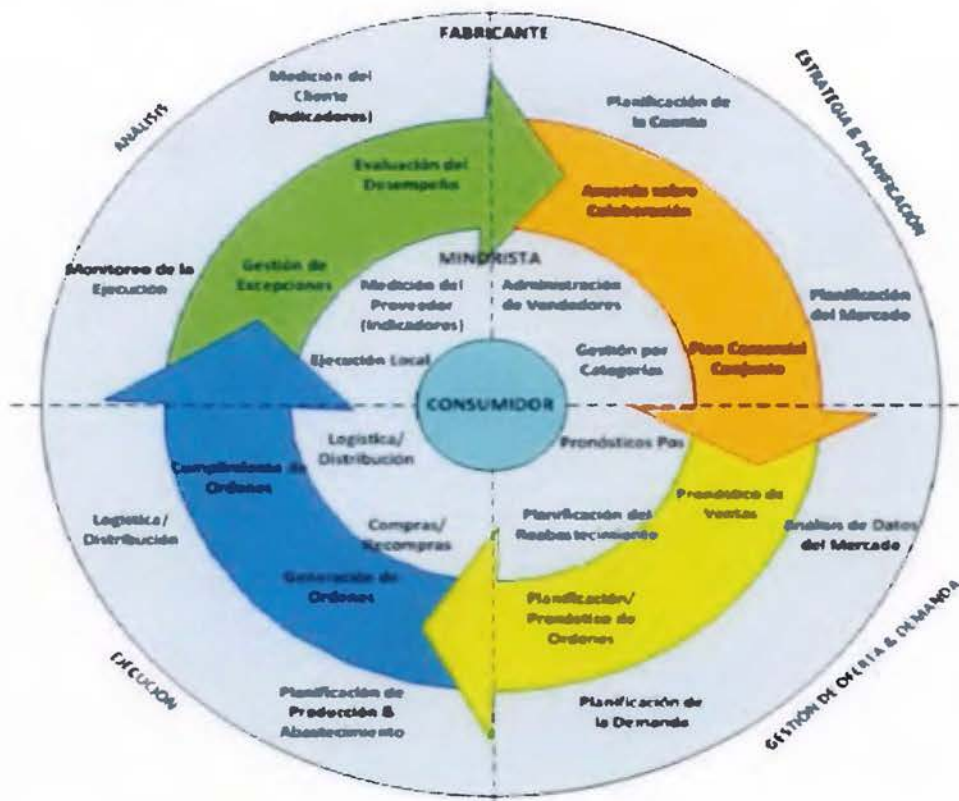 FABRICANTE
Medición del
Cliente
(Indicadores)
Planificación de
la Cuenta
ANÁLISIS
ESTRATEGIA & PLANIFICACIÓN
Evaluación del
Desempeño
Acuerdo sobre
Colaboración
Monitoreo de la
Ejecución
Gestión de
Excepciones
MINORISTA
Medición del
Proveedor
(Indicadores)
Administración
de Vendedores
Planificación
del Mercado
Ejecución Local
Gestión por
Categorías
Plan Comercial
Conjunto
CONSUMIDOR
Logística/
Distribución
Pronósticos Pos
Cumplimiento de
Ordenes
Pronóstico de
Ventas
Logística/
Distribución
Compras/
Recompras
Planificación del
Reabastecimiento
Análisis de Datos
del Mercado
Generación de
Ordenes
Planificación/
Pronóstico de
Ordenes
EJECUCIÓN
Planificación de
Producción &
Abastecimiento
Planificación de
la Demanda
GESTIÓN DE OFERTA & DEMANDA